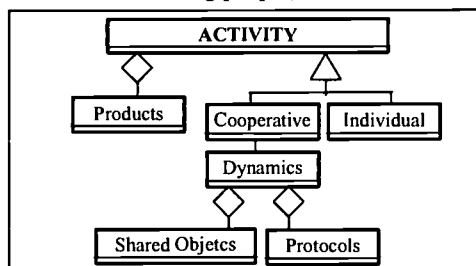 ACTIVITY
Products
Cooperative Individual
Dynamics
Shared Objetcs Protocols